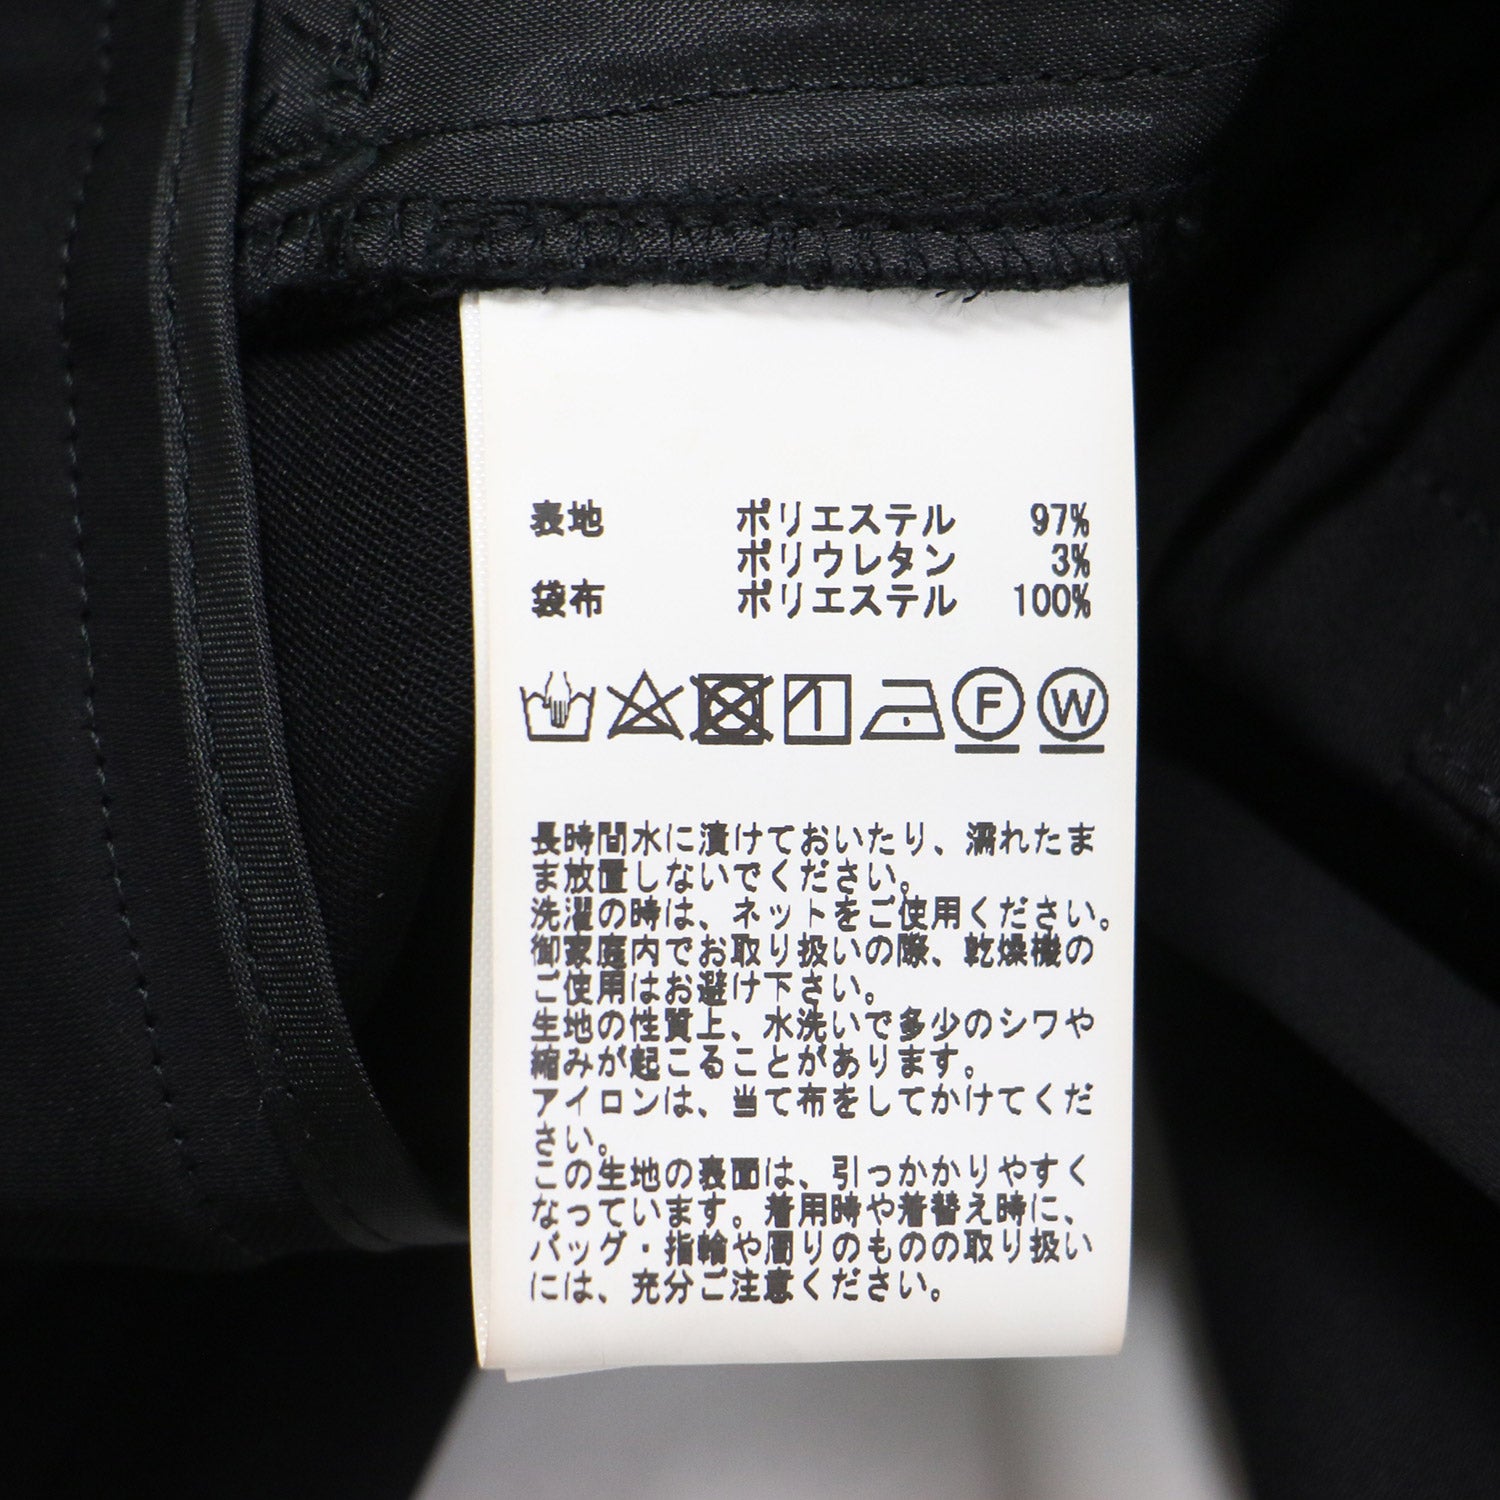 表地 ポリエステル 97%
ポリウレタン 3%
袋布 ポリエステル 100%
F W
長時間水に漬けておいたり、濡れたま
ま放置しないでください。
洗濯の時は、ネットをご使用ください。
御家庭内でお取り扱いの際、乾燥機の
ご使用はお避け下さい。
生地の性質上、水洗いで多少のシワや
縮みが起こることがあります。
アイロンは、当て布をしてかけてくだ
さい。
この生地の表面は、引っかかりやすく
なっています。着用時や着替え時に、
バッグ・指輪や周りのものの取り扱い
には、充分ご注意ください。